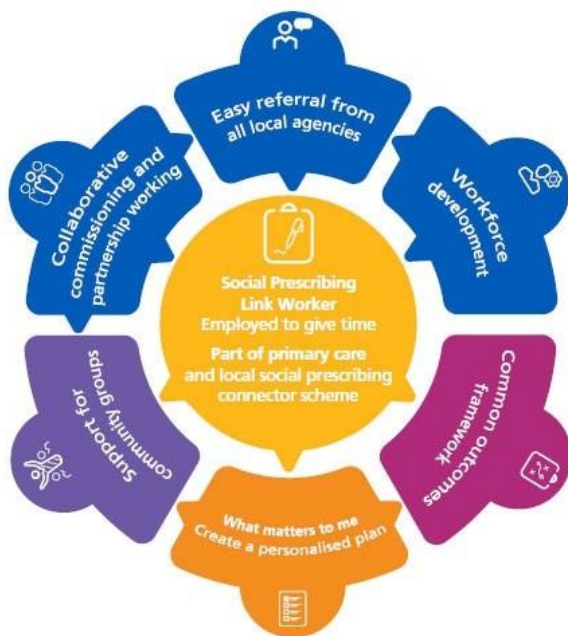 Easy referral from
all local agencies
Workforce
development
Common outcomes
framework
What matters to me
Create a personalised plan
Support for
community groups
Collaborative
commissioning and
partnership working
Social Prescribing
Link Worker
Employed to give time
Part of primary care
and local social prescribing
connector scheme